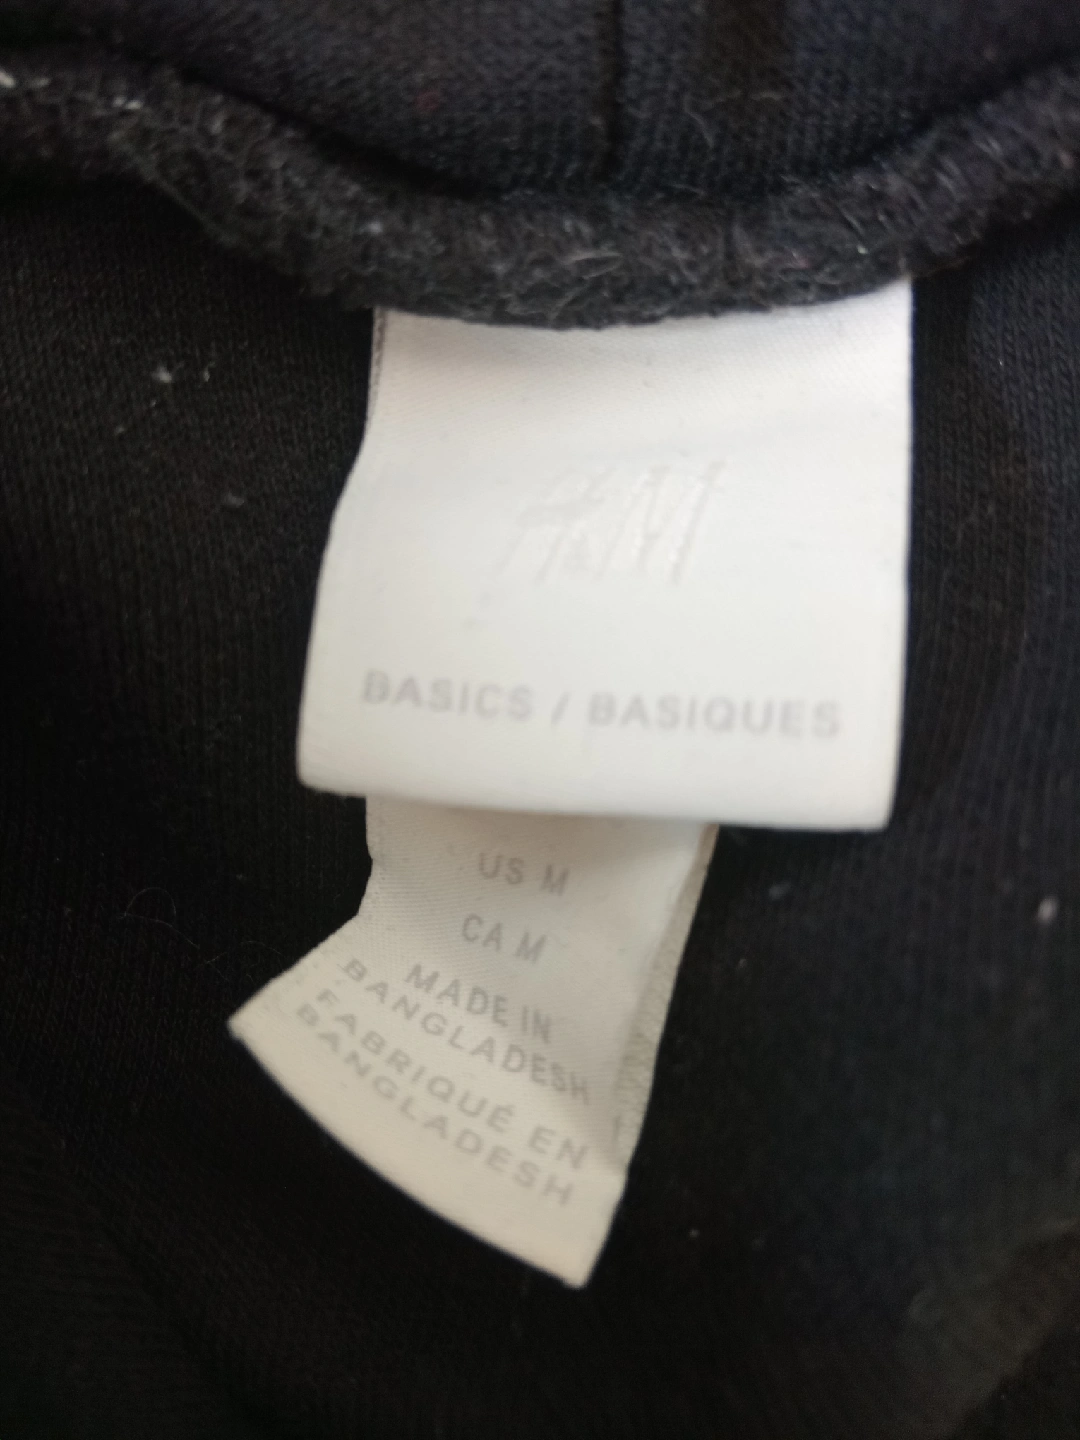 H&M
BASICS / BASIQUES
US M
CA M
MADE IN
BANGLADESH
FABRIQUÉ EN
BANGLADESH